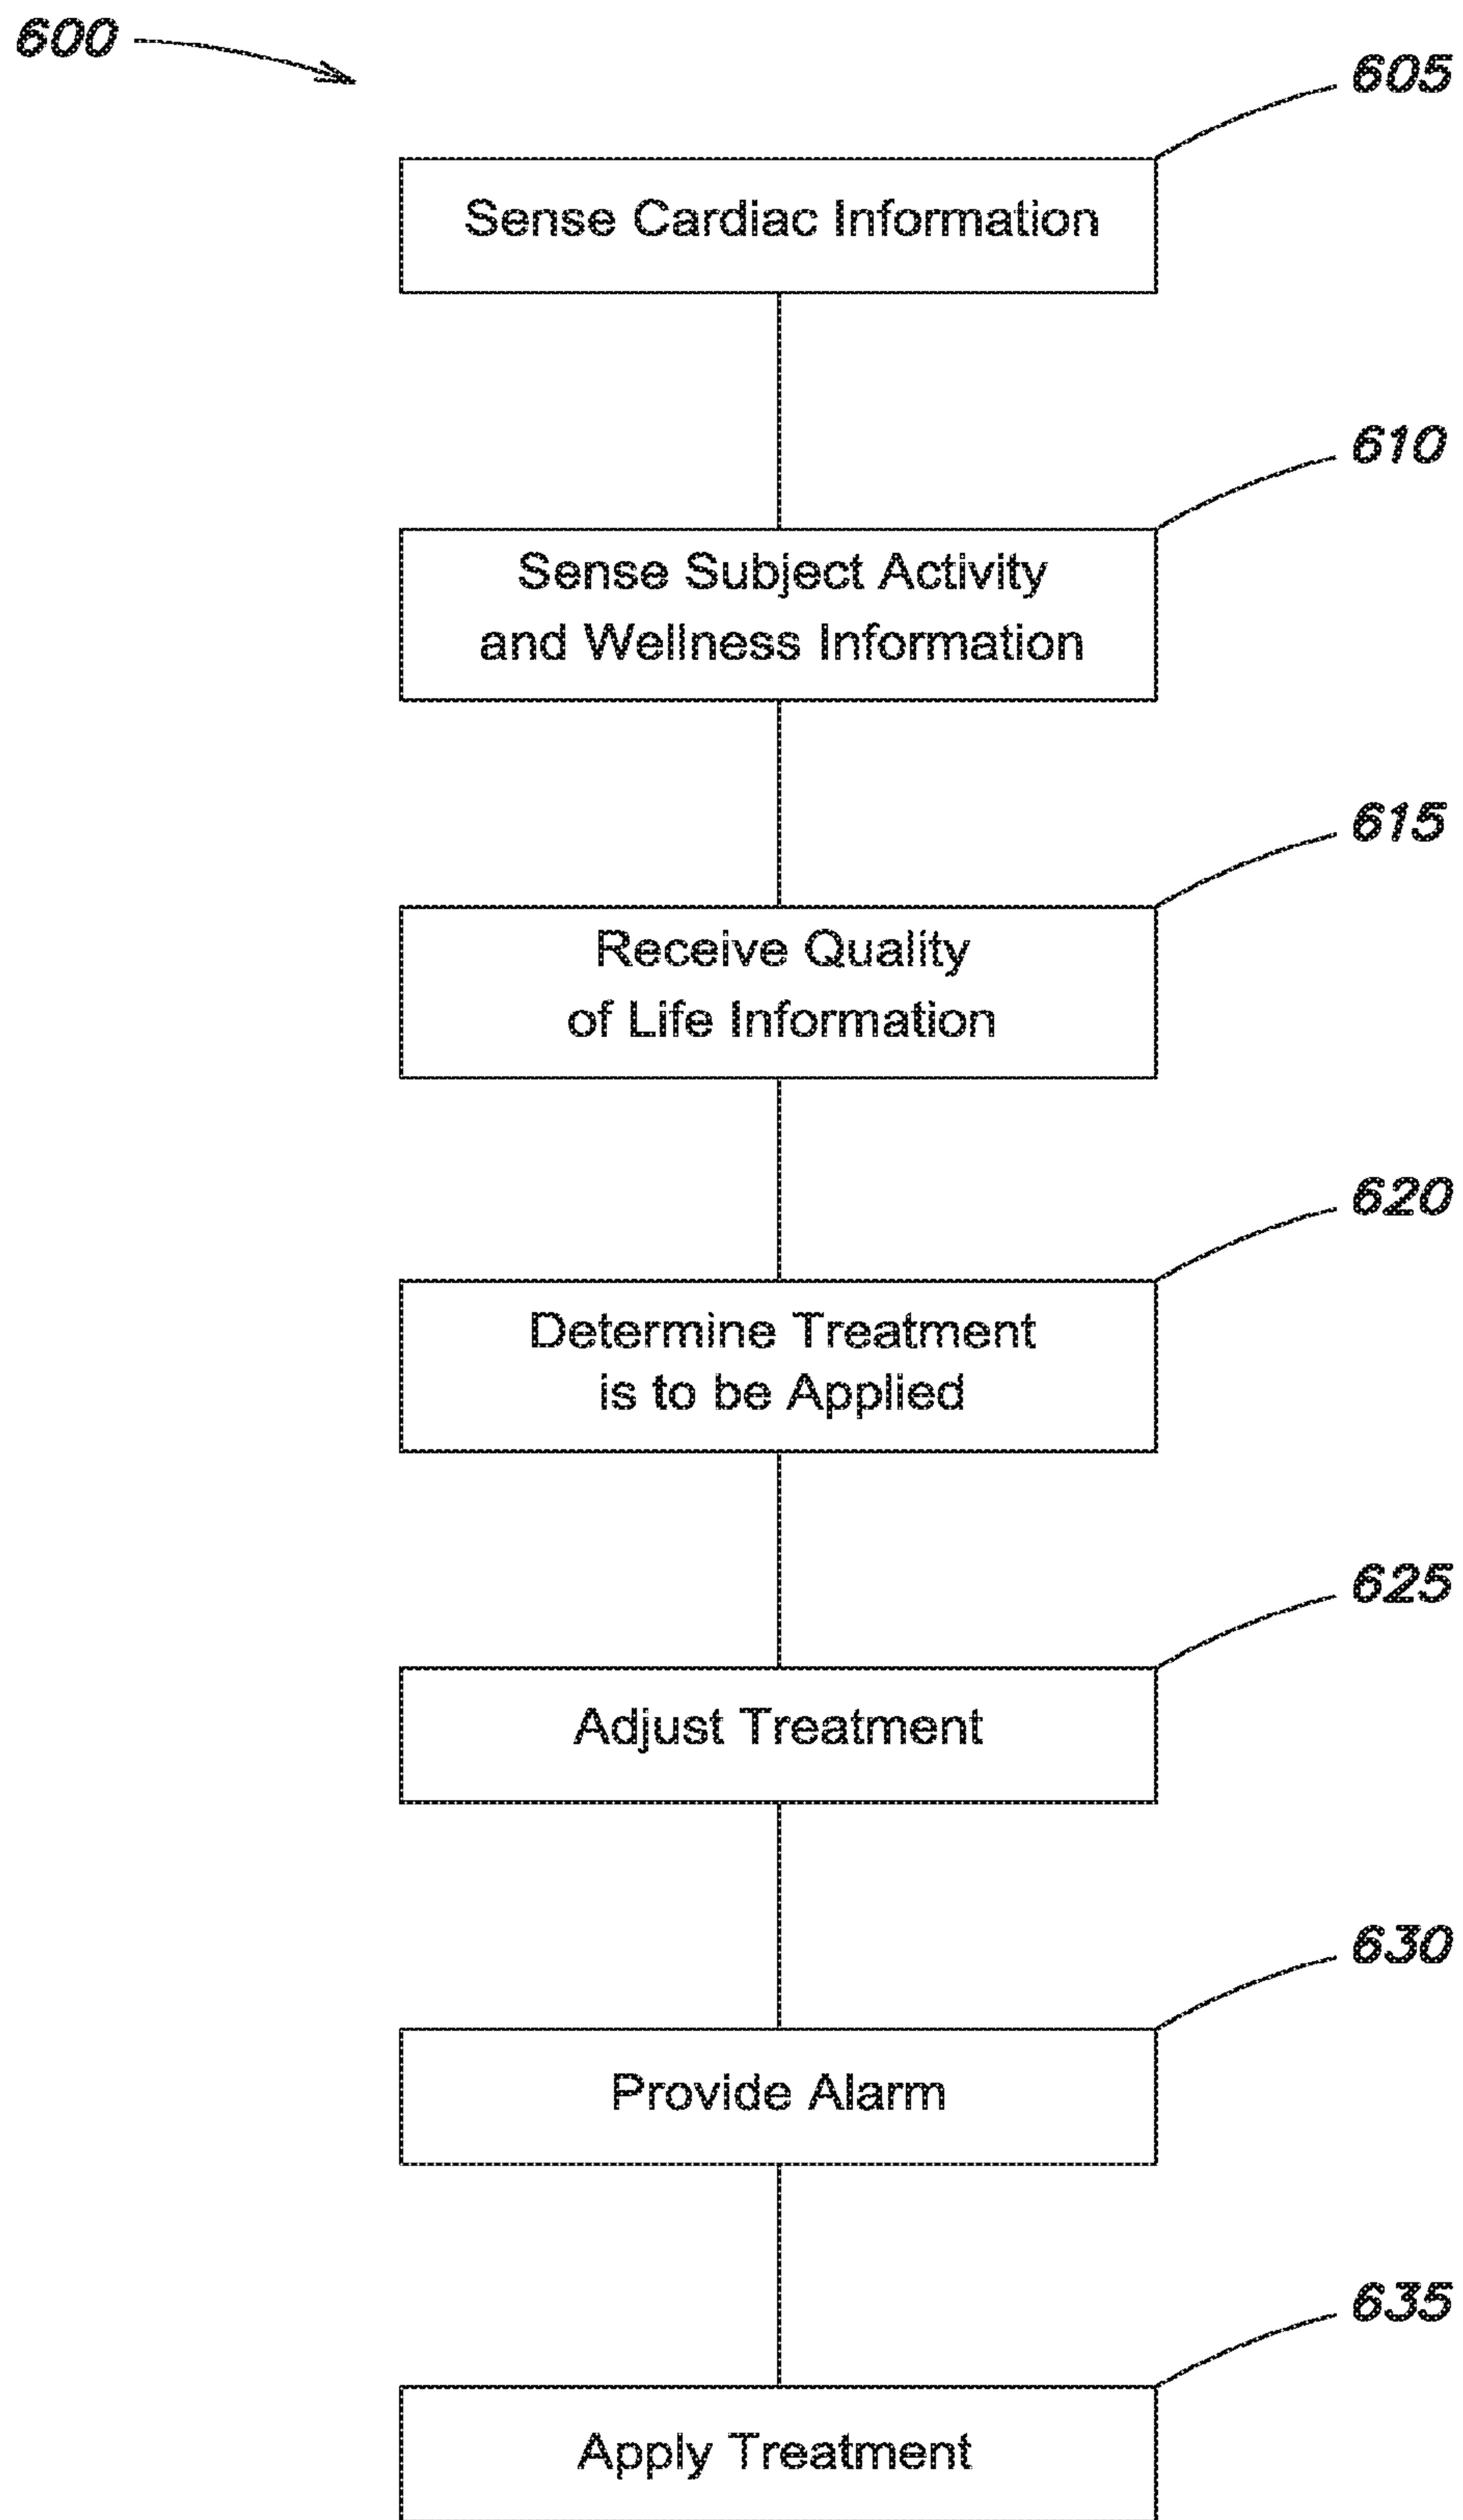 600
605
Sense Cardiac Information
610
Sense Subject Activity
and Wellness Information
615
Receive Quality
of Life Information
620
Determine Treatment
is to be Applied
625
Adjust Treatment
630
Provide Alarm
635
Apply Treatment